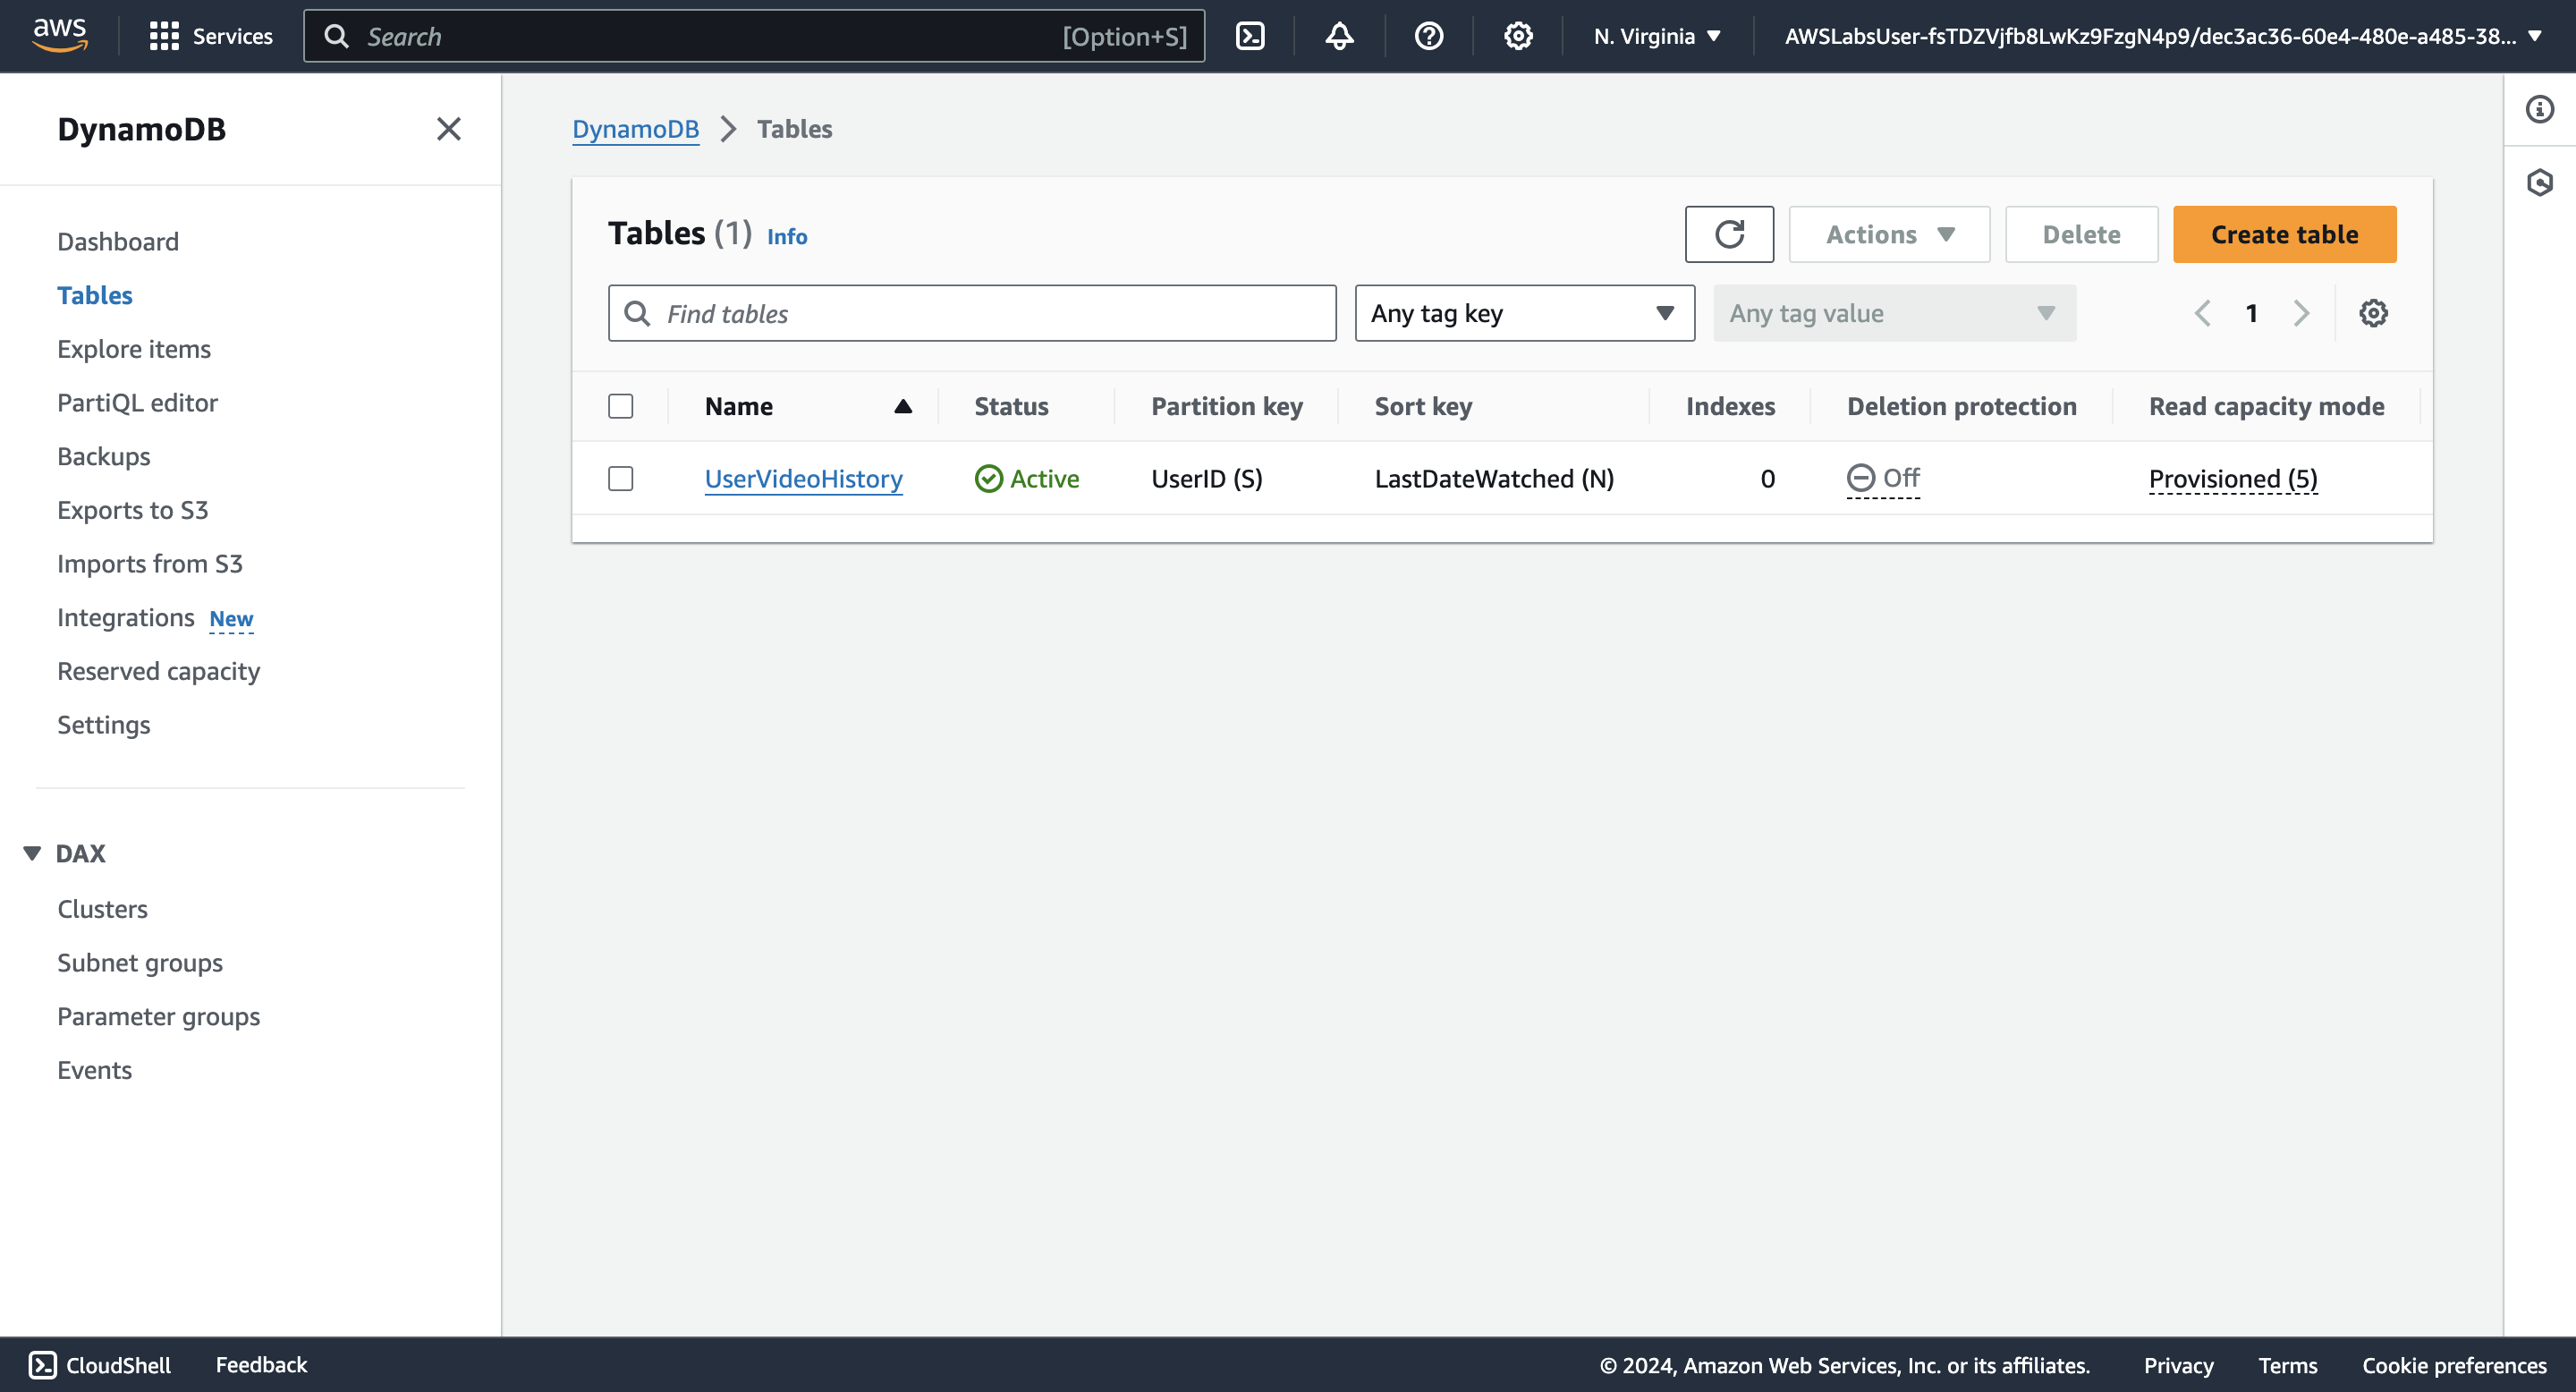 aws Services Search [Option+S] N. Virginia AWSLabsUser-fsTDZVjfb8LwKz9FzgN4p9/dec3ac36-60e4-480e-a485-38...
DynamoDB
Dashboard
Tables
Explore items
PartiQL editor
Backups
Exports to S3
Imports from S3
Integrations New
Reserved capacity
Settings
DAX
Clusters
Subnet groups
Parameter groups
Events
DynamoDB Tables
Tables (1) Info Actions Delete Create table
Find tables Any tag key Any tag value 1
Name Status Partition key Sort key Indexes Deletion protection Read capacity mode
UserVideoHistory Active UserID (S) LastDateWatched (N) 0 Off Provisioned (5)
CloudShell Feedback © 2024, Amazon Web Services, Inc. or its affiliates. Privacy Terms Cookie preferences